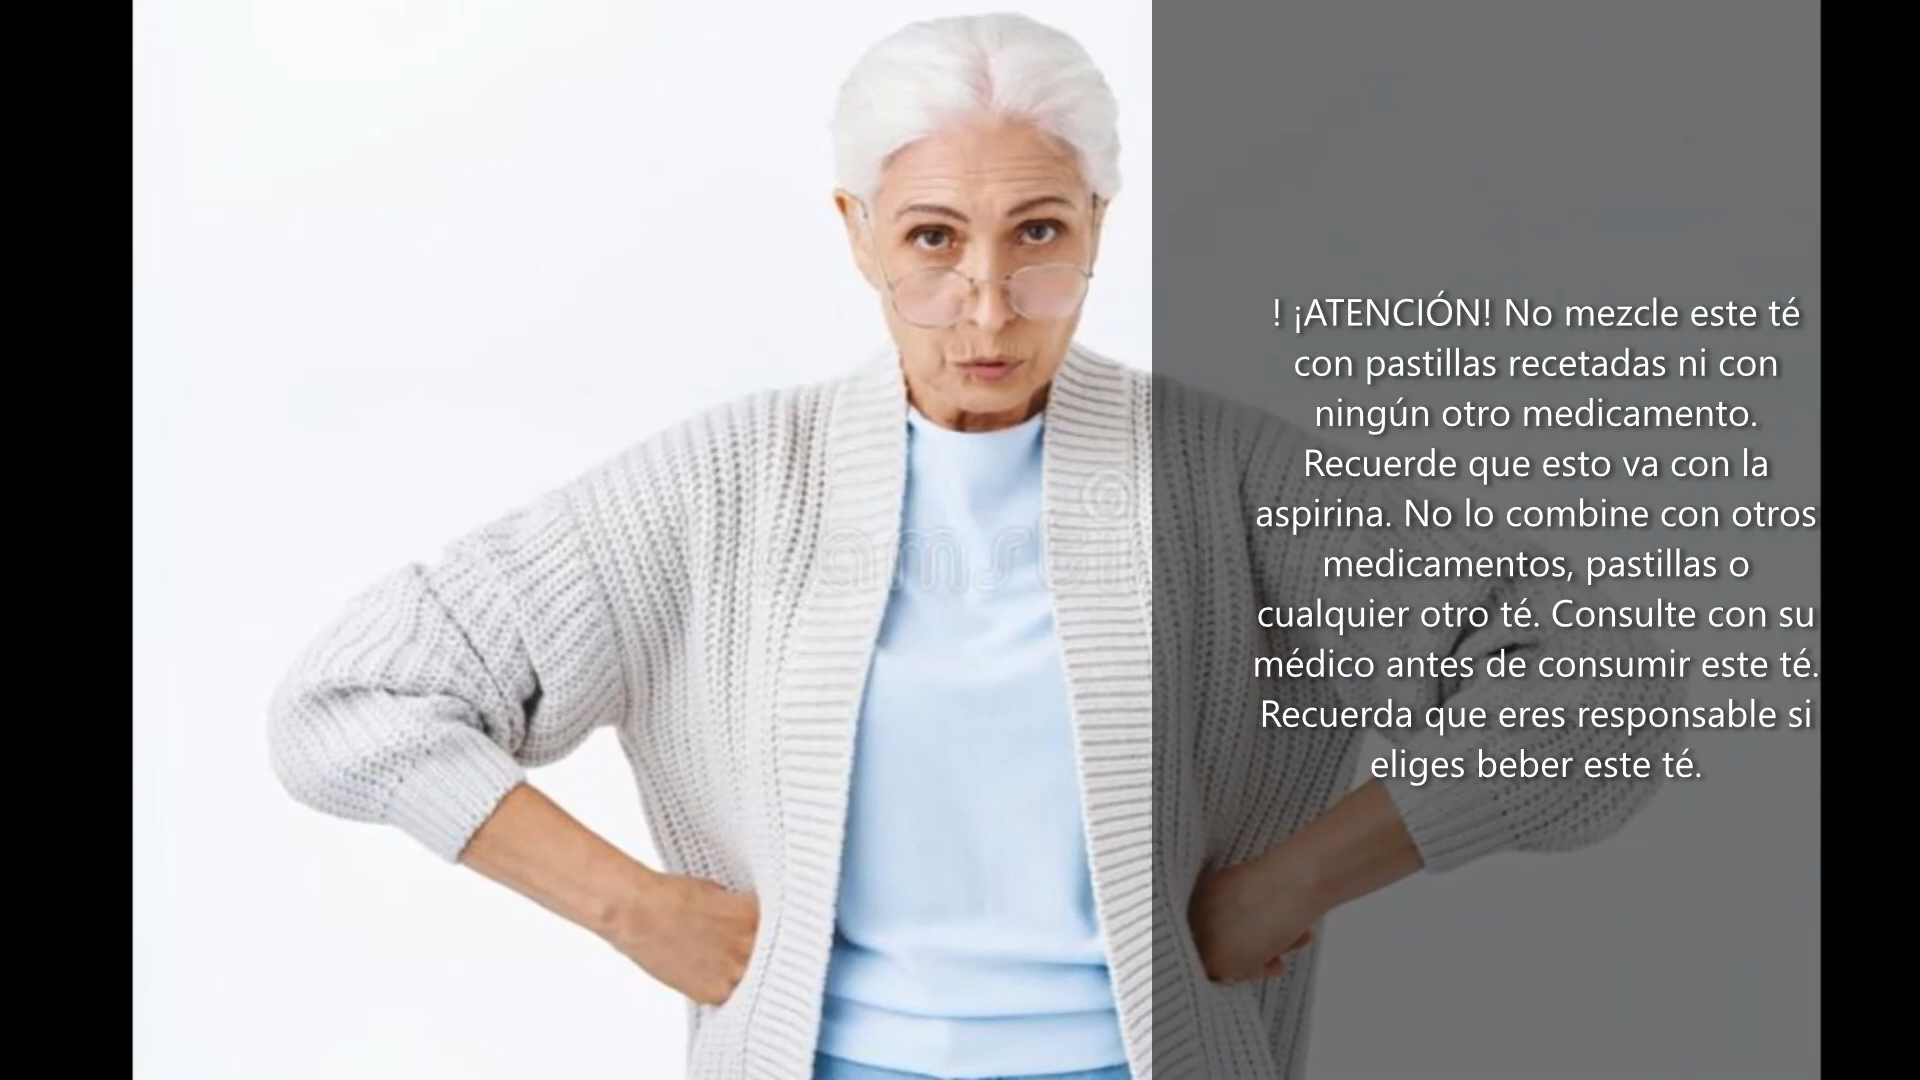 ! ¡ATENCIÓN! No mezcle este té
con pastillas recetadas ni con
ningún otro medicamento.
Recuerde que esto va con la
aspirina. No lo combine con otros
medicamentos, pastillas o
cualquier otro té. Consulte con su
médico antes de consumir este té.
Recuerda que eres responsable si
eliges beber este té.